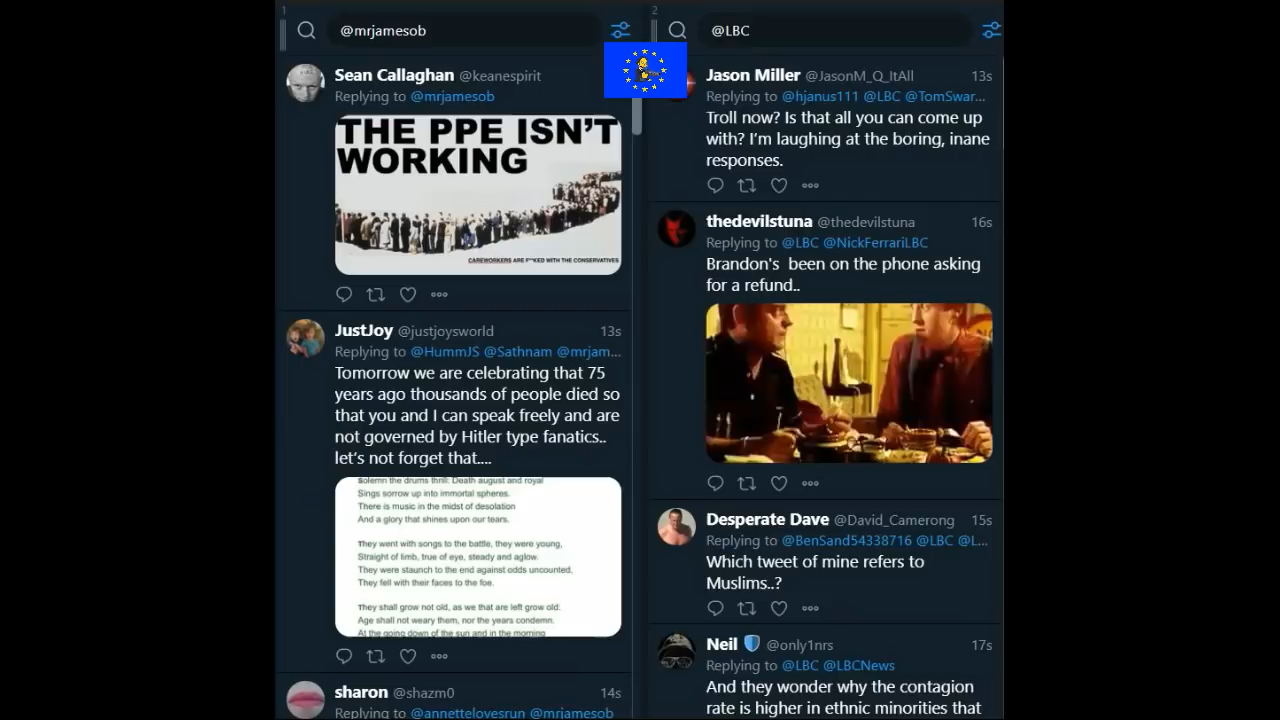 1
@mrjamesob
Sean Callaghan @keanespirit
Replying to @mrjamesob
THE PPE ISN'T
WORKING
CAREWORKERS ARE F**KED WITH THE CONSERVATIVES
JustJoy @justjoysworld 13s
Replying to @HummJS @Sathnam @mrjam...
Tomorrow we are celebrating that 75
years ago thousands of people died so
that you and I can speak freely and are
not governed by Hitler type fanatics..
let's not forget that....
Solemn the drums thrill: Death august and royal
Sings sorrow up into immortal spheres.
There is music in the midst of desolation
And a glory that shines upon our tears.
They went with songs to the battle, they were young,
Straight of limb, true of eye, steady and aglow.
They were staunch to the end against odds uncounted,
They fell with their faces to the foe.
They shall grow not old, as we that are left grow old:
Age shall not weary them, nor the years condemn.
At the going down of the sun and in the morning
sharon @shazm0 14s
Replying to @annettelovesrun @mrjamesob
2
@LBC
Jason Miller @JasonM_Q_ItAll 13s
Replying to @hjanus111 @LBC @TomSwar...
Troll now? Is that all you can come up
with? I'm laughing at the boring, inane
responses.
thedevilstuna @thedevilstuna 16s
Replying to @LBC @NickFerrariLBC
Brandon's been on the phone asking
for a refund..
Desperate Dave @David_Camerong 15s
Replying to @BenSand54338716 @LBC @L...
Which tweet of mine refers to
Muslims..?
Neil @only1nrs 17s
Replying to @LBC @LBCNews
And they wonder why the contagion
rate is higher in ethnic minorities that